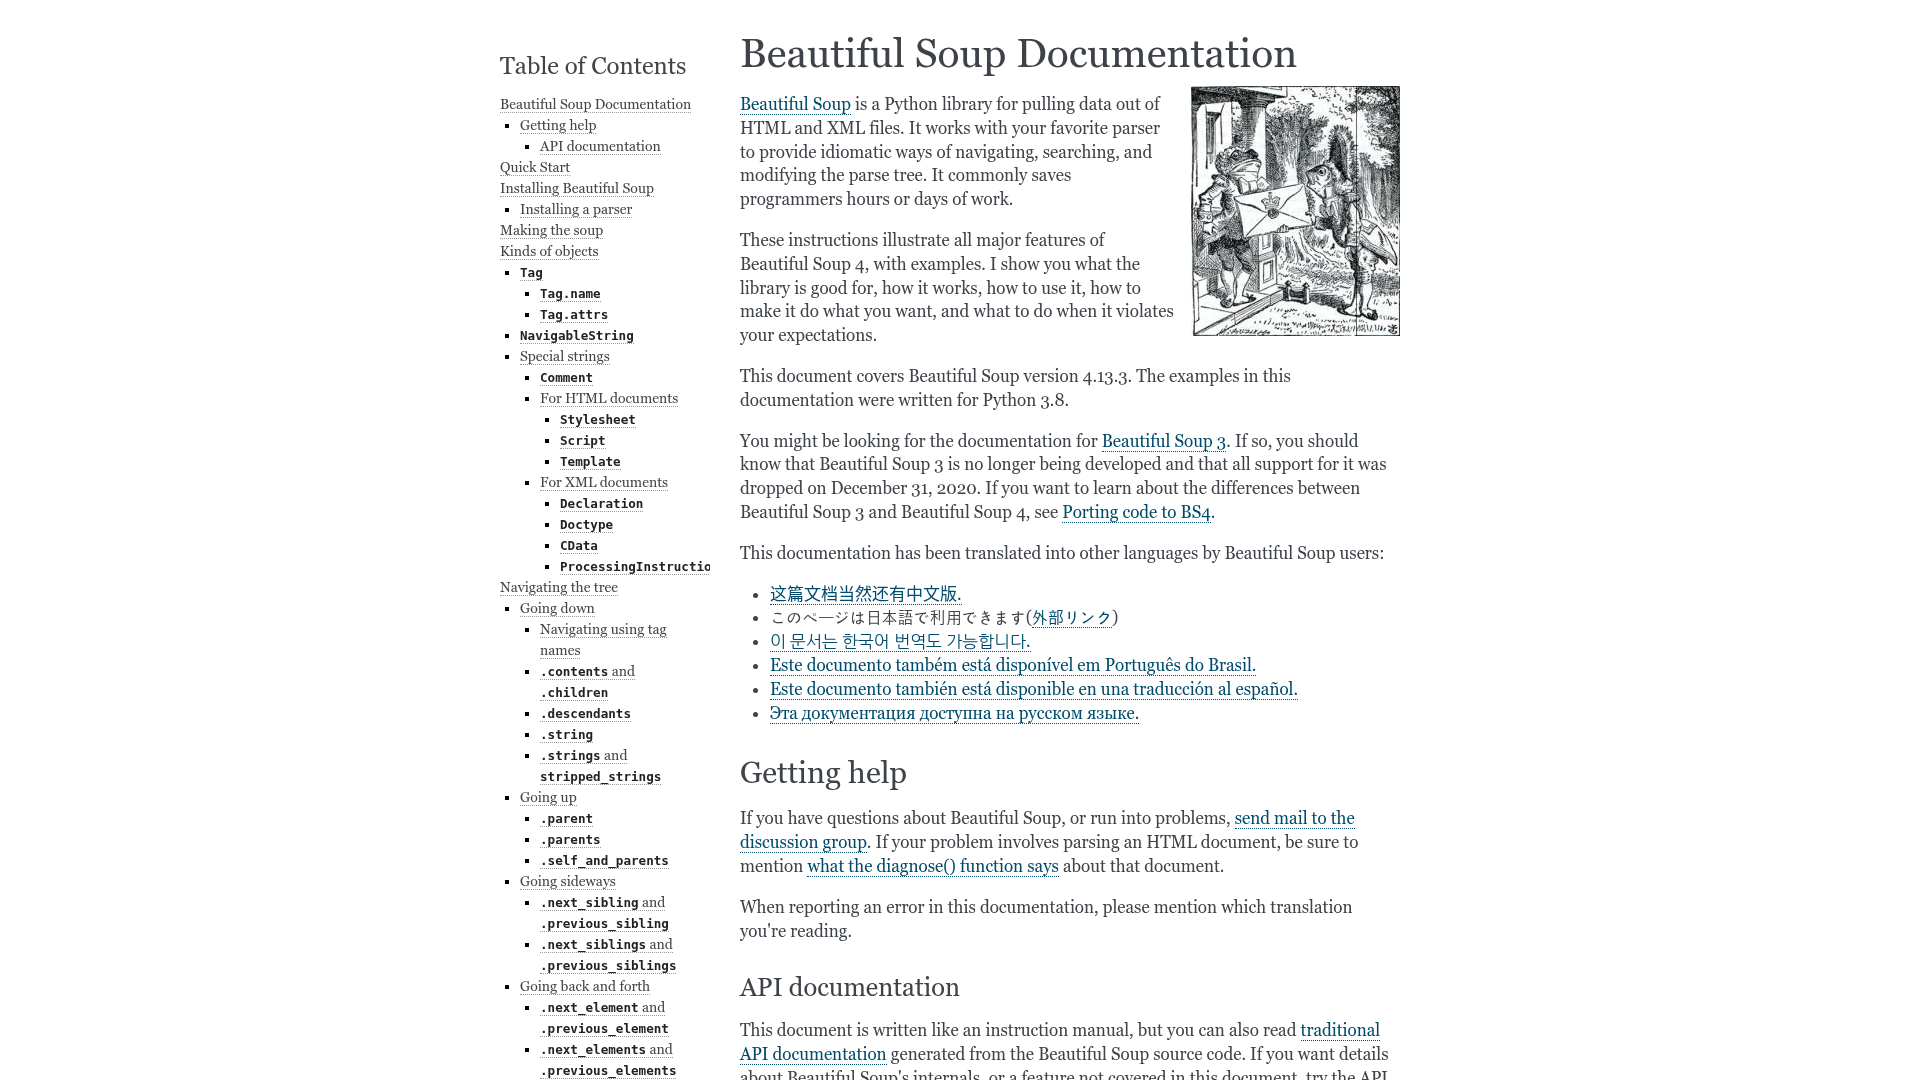 Table of Contents
Beautiful Soup Documentation
Getting help
API documentation
Quick Start
Installing Beautiful Soup
Installing a parser
Making the soup
Kinds of objects
Tag
Tag.name
Tag.attrs
NavigableString
Special strings
Comment
For HTML documents
Stylesheet
Script
Template
For XML documents
Declaration
Doctype
CData
ProcessingInstructio
Navigating the tree
Going down
Navigating using tag
names
.contents and
.children
.descendants
.string
.strings and
stripped_strings
Going up
.parent
.parents
.self_and_parents
Going sideways
.next_sibling and
.previous_sibling
.next_siblings and
.previous_siblings
Going back and forth
.next_element and
.previous_element
.next_elements and
.previous_elements
Beautiful Soup Documentation
Beautiful Soup is a Python library for pulling data out of
HTML and XML files. It works with your favorite parser
to provide idiomatic ways of navigating, searching, and
modifying the parse tree. It commonly saves
programmers hours or days of work.
These instructions illustrate all major features of
Beautiful Soup 4, with examples. I show you what the
library is good for, how it works, how to use it, how to
make it do what you want, and what to do when it violates
your expectations.
This document covers Beautiful Soup version 4.13.3. The examples in this
documentation were written for Python 3.8.
You might be looking for the documentation for Beautiful Soup 3. If so, you should
know that Beautiful Soup 3 is no longer being developed and that all support for it was
dropped on December 31, 2020. If you want to learn about the differences between
Beautiful Soup 3 and Beautiful Soup 4, see Porting code to BS4.
This documentation has been translated into other languages by Beautiful Soup users:
这篇文档当然还有中文版.
このページは日本語で利用できます(外部リンク)
이 문서는 한국어 번역도 가능합니다.
Este documento também está disponível em Português do Brasil.
Este documento también está disponible en una traducción al español.
Эта документация доступна на русском языке.
Getting help
If you have questions about Beautiful Soup, or run into problems, send mail to the
discussion group. If your problem involves parsing an HTML document, be sure to
mention what the diagnose() function says about that document.
When reporting an error in this documentation, please mention which translation
you're reading.
API documentation
This document is written like an instruction manual, but you can also read traditional
API documentation generated from the Beautiful Soup source code. If you want details
about Beautiful Soup's internals, or a feature not covered in this document, try the API